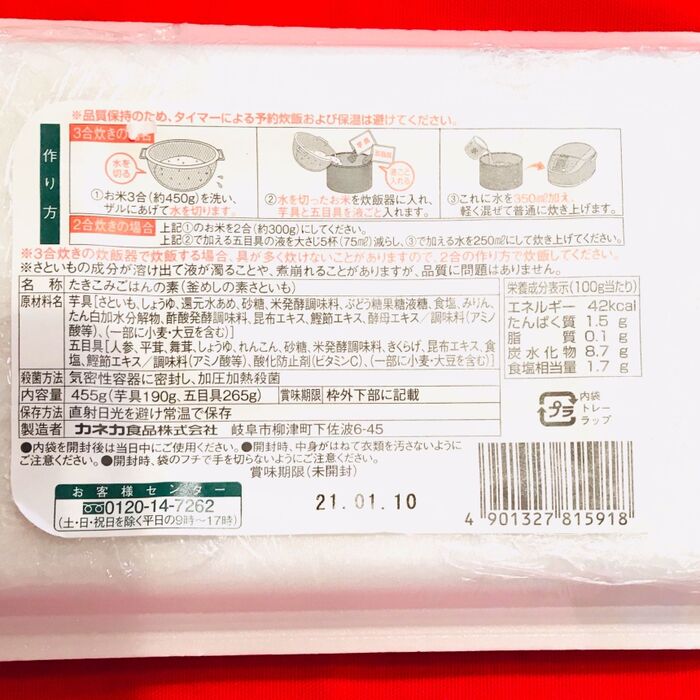 ※品質保持のため、タイマーによる予約炊飯および保温は避けてください。
作り方
3合炊きの場合
水を切る
芋具
五目具
液ごと入れる
①お米3合(約450g)を洗い、
ザルにあげて水を切ります。
②水を切ったお米を炊飯器に入れ、
芋具と五目具を液ごと入れます。
③これに水を350ml加え、
軽く混ぜて普通に炊き上げます。
2合炊きの場合
上記①のお米を2合(約300g)にしてください。
上記②で加える五目具の液を大さじ5杯(75ml)減らし、③で加える水を250mlにして炊き上げます。
※3合炊きの炊飯器で炊飯する場合、具が多く炊けないことがありますので、2合の作り方で炊飯してください。
※さといもの成分が溶け出て液が濁ることや、煮崩れることがありますが、品質に問題はありません。
名称 たきこみごはんの素(釜めしの素さといも)
原材料名 芋具[さといも、しょうゆ、還元水あめ、砂糖、米発酵調味料、ぶどう糖果糖液糖、食塩、みりん、
たん白加水分解物、酢酸発酵調味料、昆布エキス、鰹節エキス、酵母エキス/調味料(アミノ
酸等)、(一部に小麦・大豆を含む)]
五目具[人参、平茸、舞茸、しょうゆ、れんこん、砂糖、米発酵調味料、きくらげ、昆布エキス、食
塩、鰹節エキス/調味料(アミノ酸等)、酸化防止剤(ビタミンC)、(一部に小麦・大豆を含む)]
殺菌方法 気密性容器に密封し、加圧加熱殺菌
内容量 455g(芋具190g、五目具265g) 賞味期限 枠外下部に記載
保存方法 直射日光を避け常温で保存
製造者 カネカ食品株式会社 岐阜市柳津町下佐波6-45
栄養成分表示(100g当たり)
エネルギー 42kcal
たんぱく質 1.5 g
脂質 0.1 g
炭水化物 8.7 g
食塩相当量 1.7 g
プラ
内袋
トレー
ラップ
●内袋を開封後は当日中にご使用ください。●開封時、中身がはねて衣類を汚さないように
ご注意ください。●開封時、袋のフチで手を切らないようにご注意ください。
賞味期限(未開封)
21.01.10
お客様センター
0120-14-7262
(土・日・祝日を除く平日の9時〜17時)
4 901327 815918